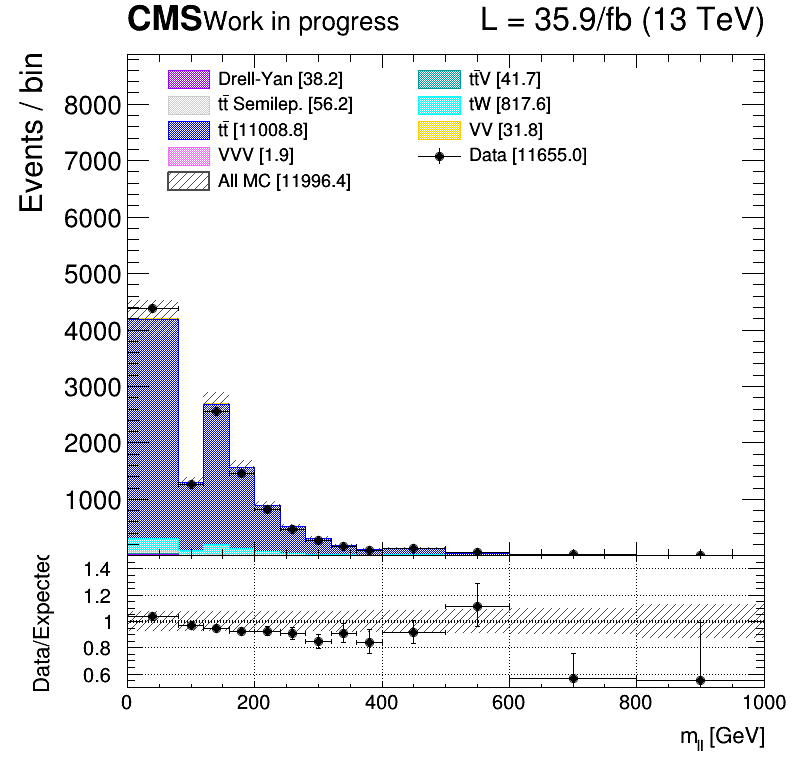 CMS Work in progress L = 35.9/fb (13 TeV)
Events / bin
Drell-Yan [38.2]
tt̄ Semilep. [56.2]
tt̄ [11008.8]
VVV [1.9]
All MC [11996.4]
tt̄V [41.7]
tW [817.6]
VV [31.8]
Data [11655.0]
8000
7000
6000
5000
4000
3000
2000
1000
Data/Expected
1.4
1.2
1
0.8
0.6
0 200 400 600 800 1000
m_ll [GeV]